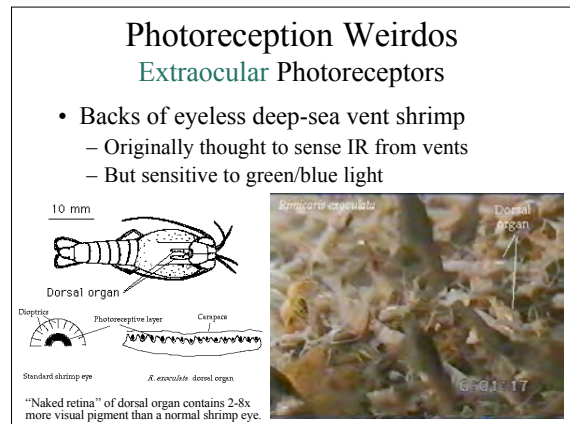 Photoreception Weirdos
Extraocular Photoreceptors
• Backs of eyeless deep-sea vent shrimp
– Originally thought to sense IR from vents
– But sensitive to green/blue light
10 mm
Dorsal organ
Dioptrics
Photoreceptive layer
Carapace
Standard shrimp eye
R. exoculata dorsal organ
“Naked retina” of dorsal organ contains 2-8x
more visual pigment than a normal shrimp eye.
Rimicaris exoculata
Dorsal
organ